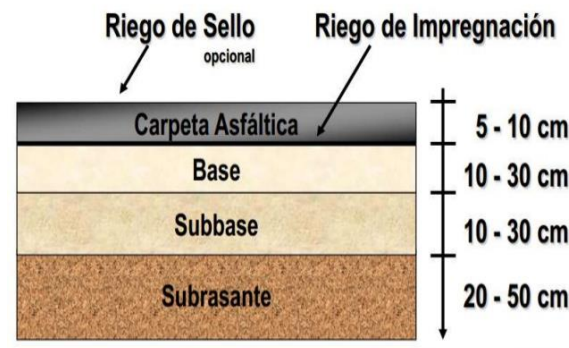 Riego de Sello
opcional
Riego de Impregnación
Carpeta Asfáltica
5 - 10 cm
Base
10 - 30 cm
Subbase
10 - 30 cm
Subrasante
20 - 50 cm